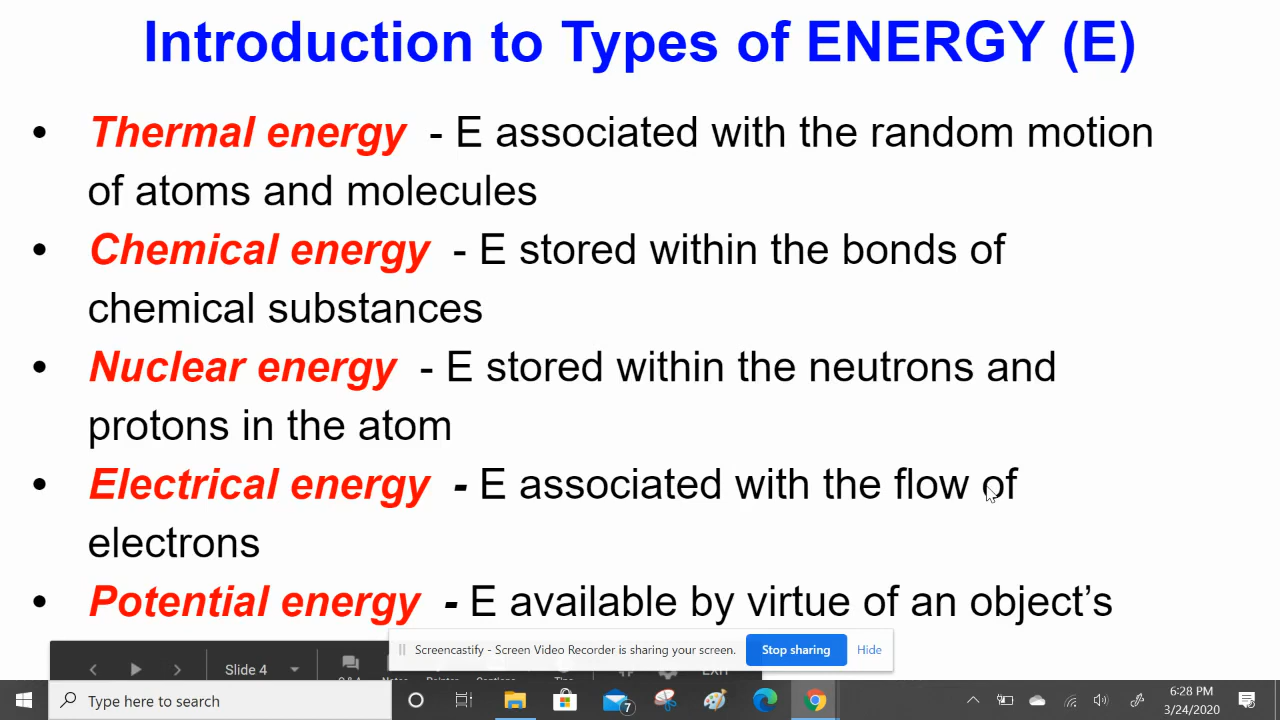 Introduction to Types of ENERGY (E)
• Thermal energy - E associated with the random motion
of atoms and molecules
• Chemical energy - E stored within the bonds of
chemical substances
• Nuclear energy - E stored within the neutrons and
protons in the atom
• Electrical energy - E associated with the flow of
electrons
• Potential energy - E available by virtue of an object's
Screencastify - Screen Video Recorder is sharing your screen.
Stop sharing
Hide
Slide 4
EXIT
Type here to search
7
6:28 PM
3/24/2020